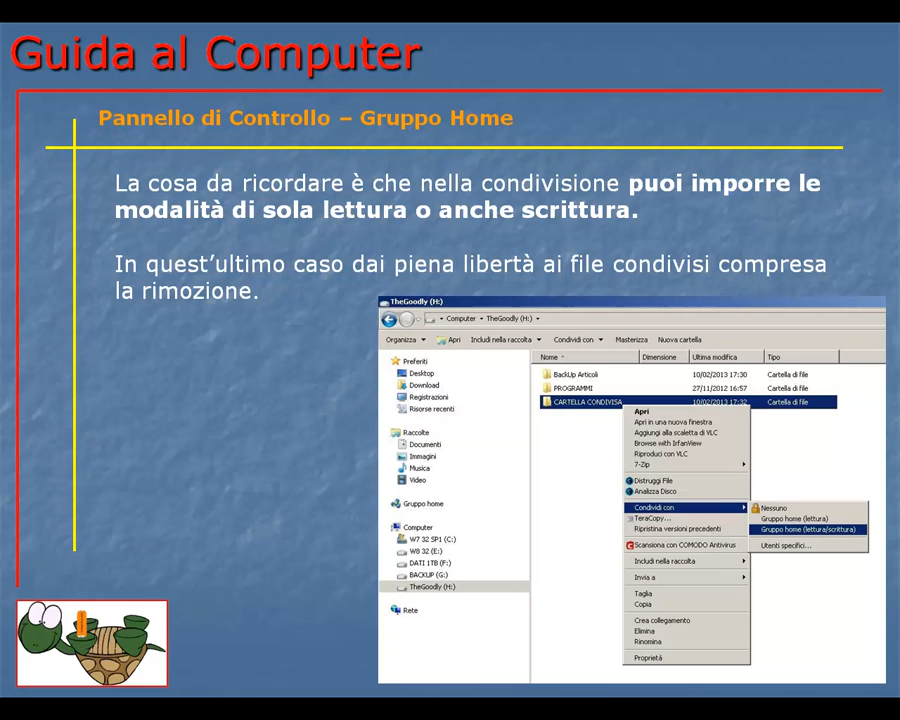 Guida al Computer
Pannello di Controllo – Gruppo Home
La cosa da ricordare è che nella condivisione puoi imporre le
modalità di sola lettura o anche scrittura.
In quest'ultimo caso dai piena libertà ai file condivisi compresa
la rimozione.
TheGoodly (H:)
Computer TheGoodly (H:)
Organizza Apri Includi nella raccolta Condividi con Masterizza Nuova cartella
Nome Dimensione Ultima modifica Tipo
Preferiti
Desktop
Download
Registrazioni
Risorse recenti
Raccolte
Documenti
Immagini
Musica
Video
Gruppo home
Computer
W7 32 SP1 (C:)
W8 32 (E:)
DATI 1TB (F:)
BACKUP (G:)
TheGoodly (H:)
Rete
BackUp Articoli 10/02/2013 17:30 Cartella di file
PROGRAMMI 27/11/2012 16:57 Cartella di file
CARTELLA CONDIVISA 10/02/2013 17:32 Cartella di file
Apri
Apri in una nuova finestra
Aggiungi alla scaletta di VLC
Browse with IrfanView
Riproduci con VLC
7-Zip
Distruggi File
Analizza Disco
Condividi con
TeraCopy...
Ripristina versioni precedenti
Scansiona con COMODO Antivirus
Includi nella raccolta
Invia a
Taglia
Copia
Crea collegamento
Elimina
Rinomina
Proprietà
Nessuno
Gruppo home (lettura)
Gruppo home (lettura/scrittura)
Utenti specifici...